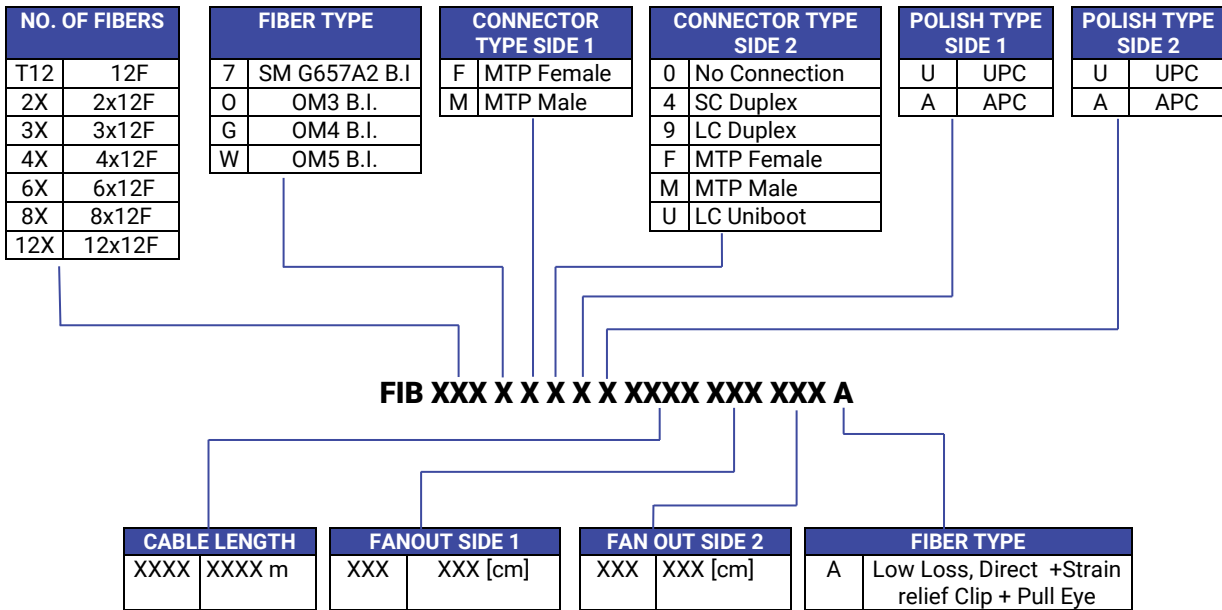 NO. OF FIBERS
T12 12F
2X 2x12F
3X 3x12F
4X 4x12F
6X 6x12F
8X 8x12F
12X 12x12F
FIBER TYPE
7 SM G657A2 B.I
O OM3 B.I.
G OM4 B.I.
W OM5 B.I.
CONNECTOR
TYPE SIDE 1
F MTP Female
M MTP Male
CONNECTOR TYPE
SIDE 2
0 No Connection
4 SC Duplex
9 LC Duplex
F MTP Female
M MTP Male
U LC Uniboot
POLISH TYPE
SIDE 1
U UPC
A APC
POLISH TYPE
SIDE 2
U UPC
A APC
FIB XXX X X X X X XXXX XXX XXX A
CABLE LENGTH
XXXX XXXX m
FANOUT SIDE 1
XXX XXX [cm]
FAN OUT SIDE 2
XXX XXX [cm]
FIBER TYPE
A Low Loss, Direct +Strain
relief Clip + Pull Eye